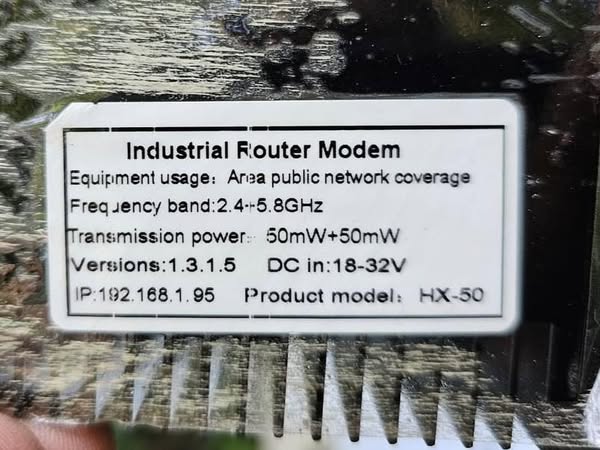 Industrial Router Modem
Equipment usage: Area public network coverage
Frequency band:2.4+5.8GHz
Transmission power: 50mW+50mW
Versions:1.3.1.5 DC in:18-32V
IP:192.168.1.95 Product model: HX-50